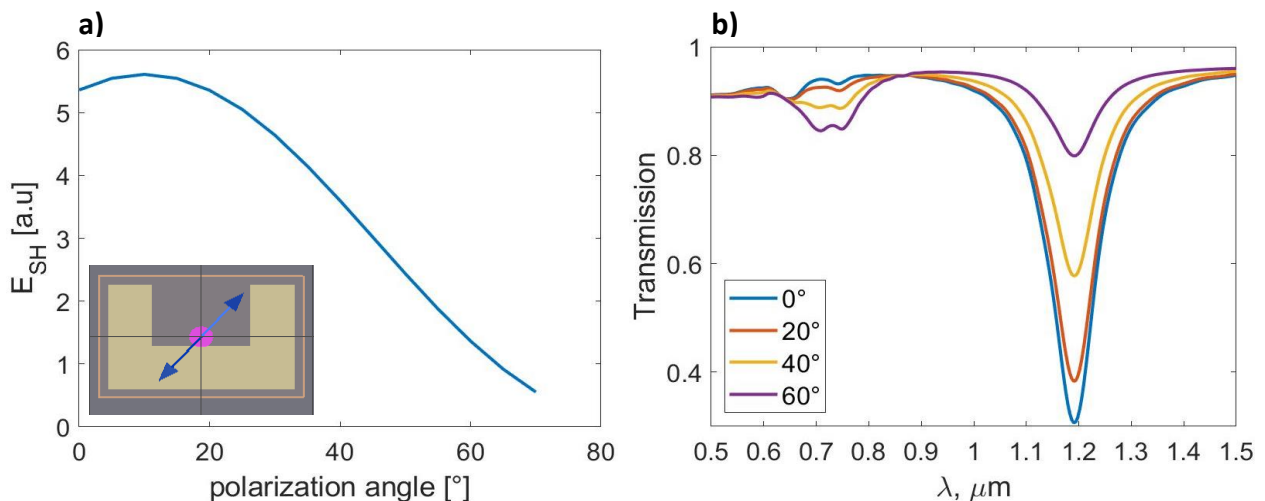 a)
6
5
4
3
2
1
0
0 20 40 60 80
E_SH [a.u]
polarization angle [°]
b)
1
0.8
0.6
0.4
0.5 0.6 0.7 0.8 0.9 1.0 1.1 1.2 1.3 1.4 1.5
Transmission
λ, μm
0°
20°
40°
60°